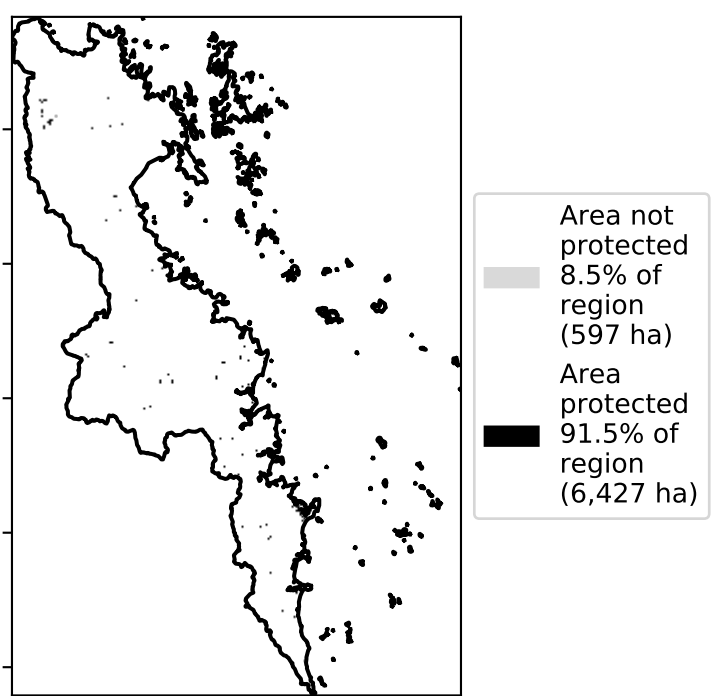 Area not
protected
8.5% of
region
(597 ha)
Area
protected
91.5% of
region
(6,427 ha)